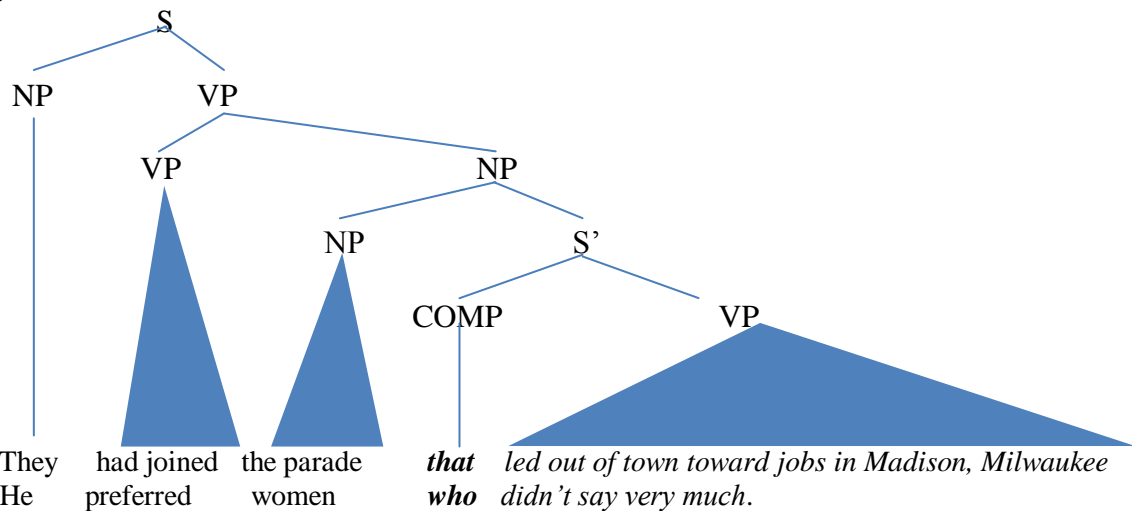 S
NP VP
VP NP
NP S’
COMP VP
They had joined the parade that led out of town toward jobs in Madison, Milwaukee
He preferred women who didn’t say very much.